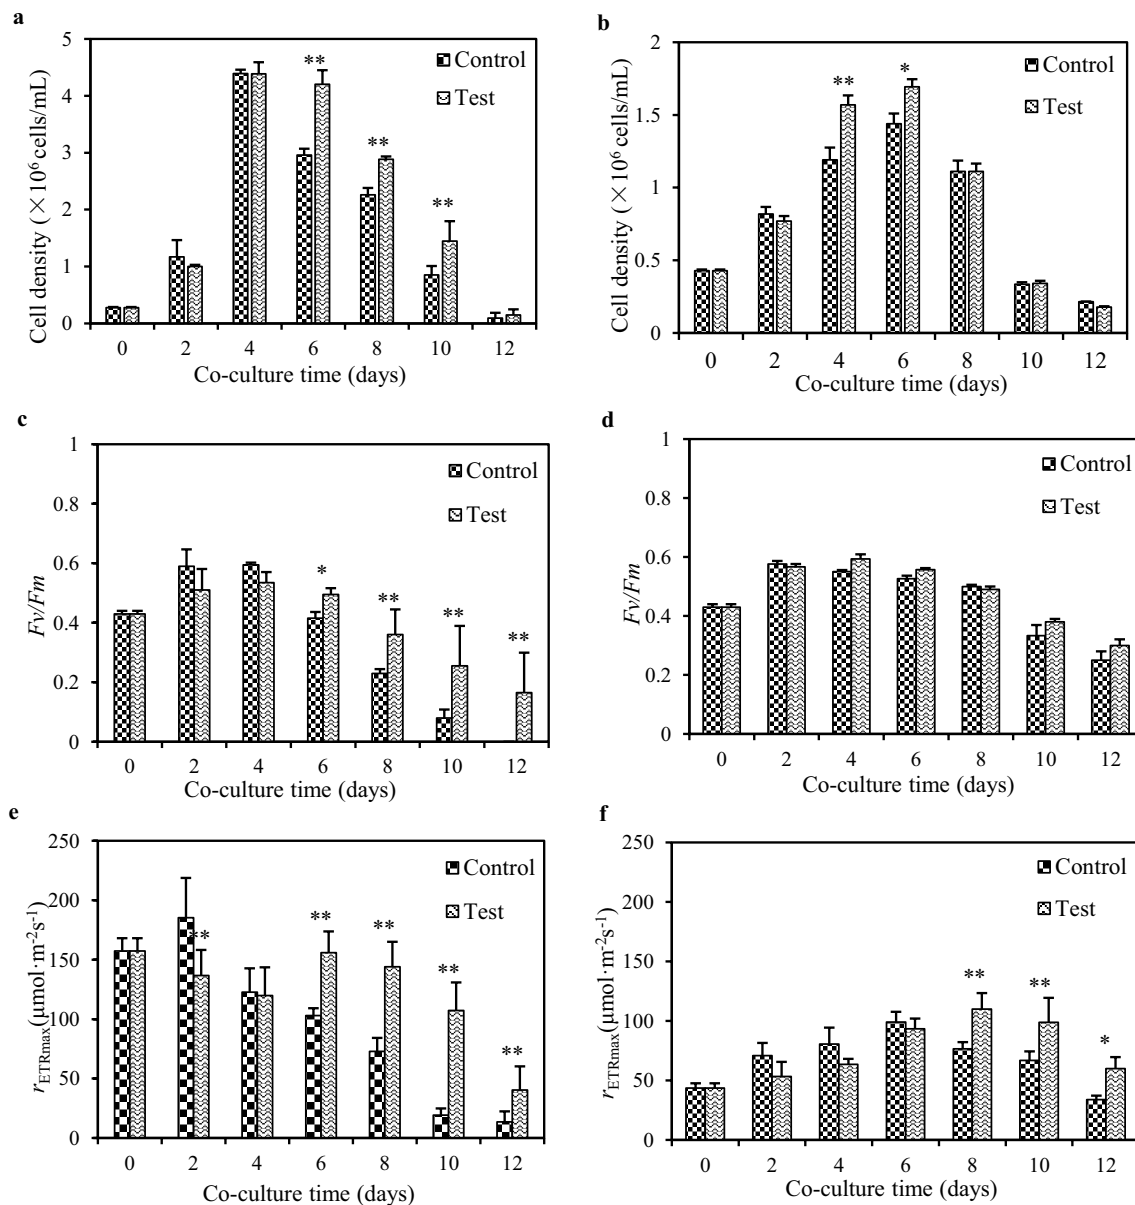 a
Cell density (×10⁶ cells/mL)
5
4
3
2
1
0
Control
Test
**
**
**
0 2 4 6 8 10 12
Co-culture time (days)
b
Cell density (×10⁶ cells/mL)
2
1.5
1
0.5
0
Control
Test
**
*
0 2 4 6 8 10 12
Co-culture time (days)
c
Fv/Fm
1
0.8
0.6
0.4
0.2
0
Control
Test
*
**
**
**
0 2 4 6 8 10 12
Co-culture time (days)
d
Fv/Fm
1
0.8
0.6
0.4
0.2
0
Control
Test
0 2 4 6 8 10 12
Co-culture time (days)
e
rETRmax(μmol·m⁻²s⁻¹)
250
200
150
100
50
0
Control
Test
**
**
**
**
**
0 2 4 6 8 10 12
Co-culture time (days)
f
rETRmax(μmol·m⁻²s⁻¹)
250
200
150
100
50
0
Control
Test
**
**
*
0 2 4 6 8 10 12
Co-culture time (days)